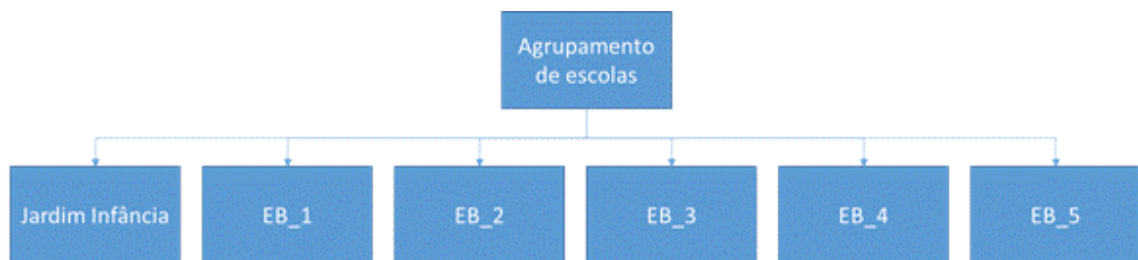 Agrupamento
de escolas
Jardim Infância
EB_1
EB_2
EB_3
EB_4
EB_5